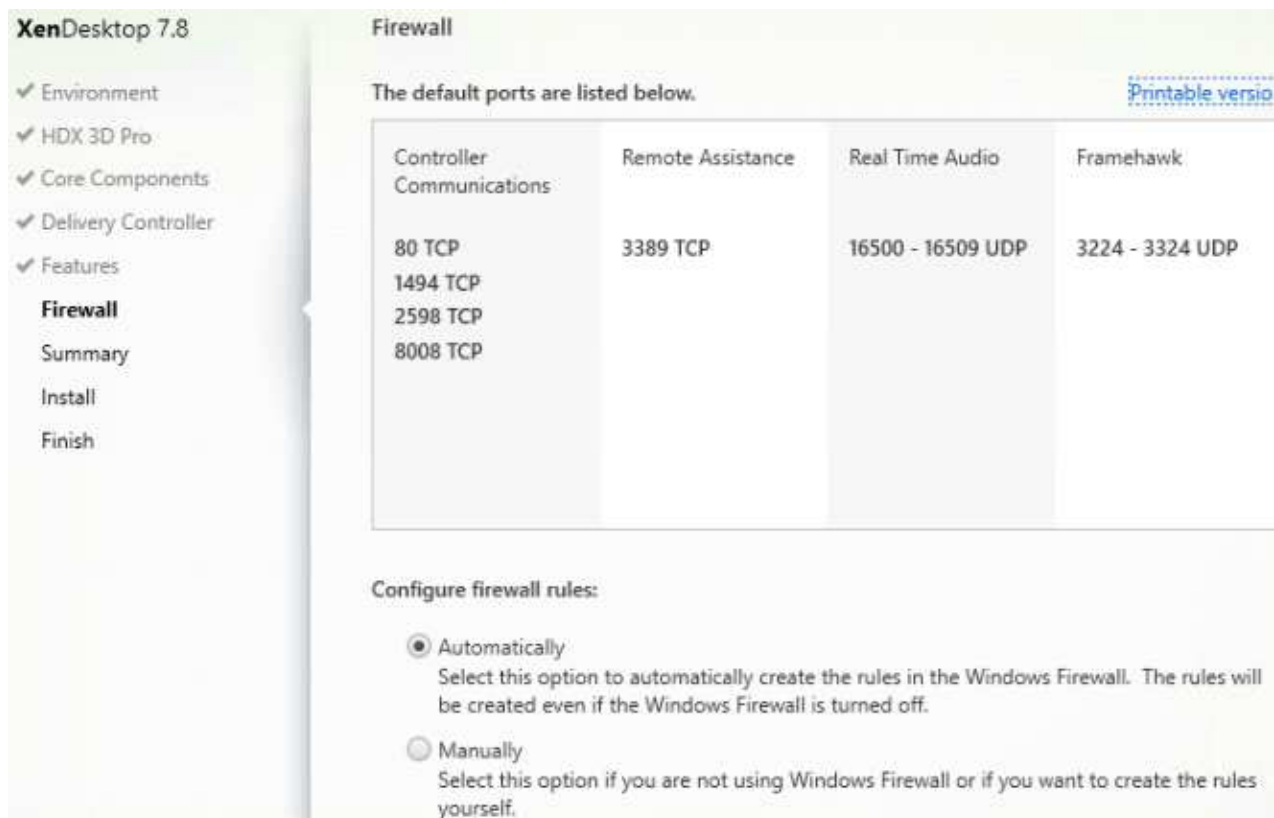 XenDesktop 7.8
Environment
HDX 3D Pro
Core Components
Delivery Controller
Features
Firewall
Summary
Install
Finish
Firewall
The default ports are listed below.
Printable versio
Controller
Communications
80 TCP
1494 TCP
2598 TCP
8008 TCP
Remote Assistance
3389 TCP
Real Time Audio
16500 - 16509 UDP
Framehawk
3224 - 3324 UDP
Configure firewall rules:
Automatically
Select this option to automatically create the rules in the Windows Firewall. The rules will
be created even if the Windows Firewall is turned off.
Manually
Select this option if you are not using Windows Firewall or if you want to create the rules
yourself.